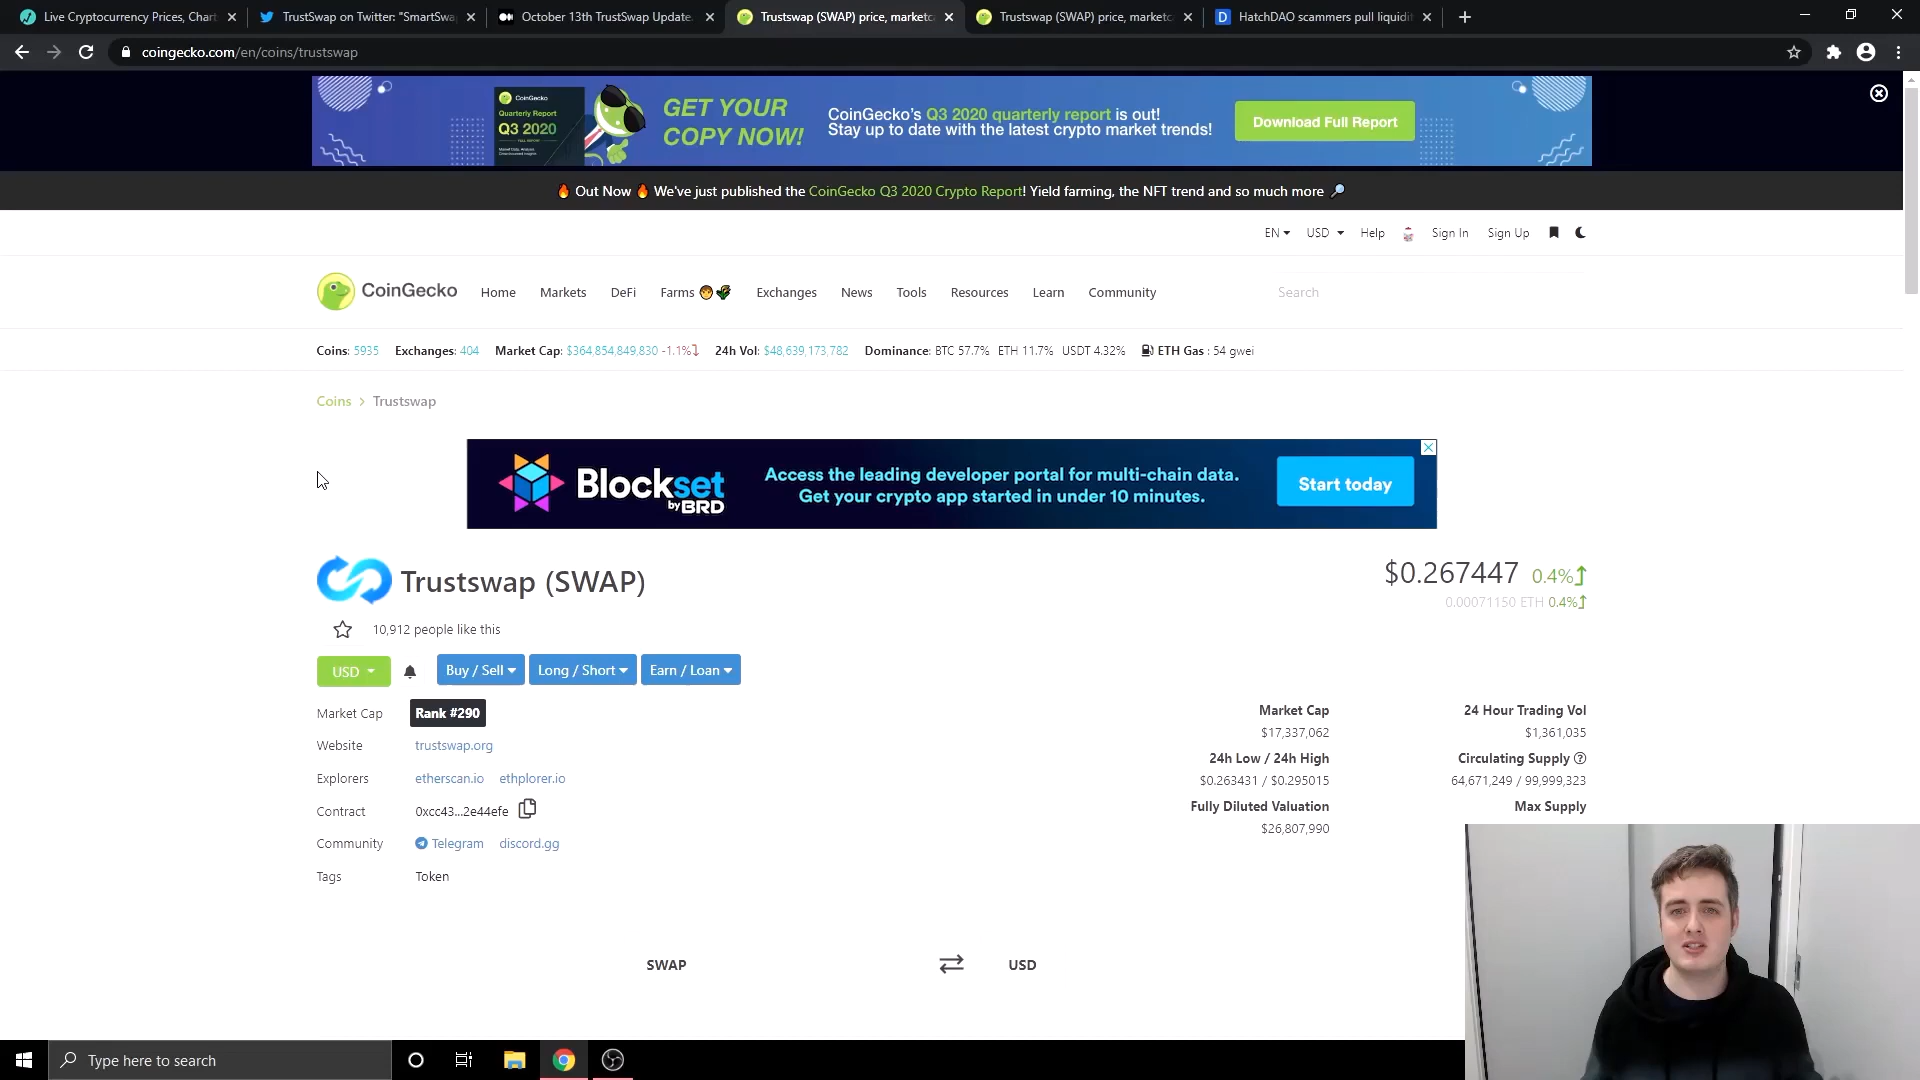 Live Cryptocurrency Prices, Chart
TrustSwap on Twitter: "SmartSwap
October 13th TrustSwap Update.
Trustswap (SWAP) price, marketca
Trustswap (SWAP) price, marketca
HatchDAO scammers pull liquidit
coingecko.com/en/coins/trustswap
CoinGecko
Quarterly Report
Q3 2020
GET YOUR
COPY NOW!
CoinGecko's Q3 2020 quarterly report is out!
Stay up to date with the latest crypto market trends!
Download Full Report
🔥 Out Now 🔥 We've just published the CoinGecko Q3 2020 Crypto Report! Yield farming, the NFT trend and so much more 🔎
EN USD Help Sign In Sign Up
CoinGecko Home Markets DeFi Farms Exchanges News Tools Resources Learn Community Search
Coins: 5935 Exchanges: 404 Market Cap: $364,854,849,830 -1.1% 24h Vol: $48,639,173,782 Dominance: BTC 57.7% ETH 11.7% USDT 4.32% ETH Gas : 54 gwei
Coins > Trustswap
Blockset
by BRD
Access the leading developer portal for multi-chain data.
Get your crypto app started in under 10 minutes.
Start today
Trustswap (SWAP)
$0.267447 0.4%
0.00071150 ETH 0.4%
10,912 people like this
USD Buy / Sell Long / Short Earn / Loan
Market Cap Rank #290
Website trustswap.org
Explorers etherscan.io ethplorer.io
Contract 0xcc43...2e44efe
Community Telegram discord.gg
Tags Token
Market Cap
$17,337,062
24h Low / 24h High
$0.263431 / $0.295015
Fully Diluted Valuation
$26,807,990
24 Hour Trading Vol
$1,361,035
Circulating Supply
64,671,249 / 99,999,323
Max Supply
SWAP USD
Type here to search